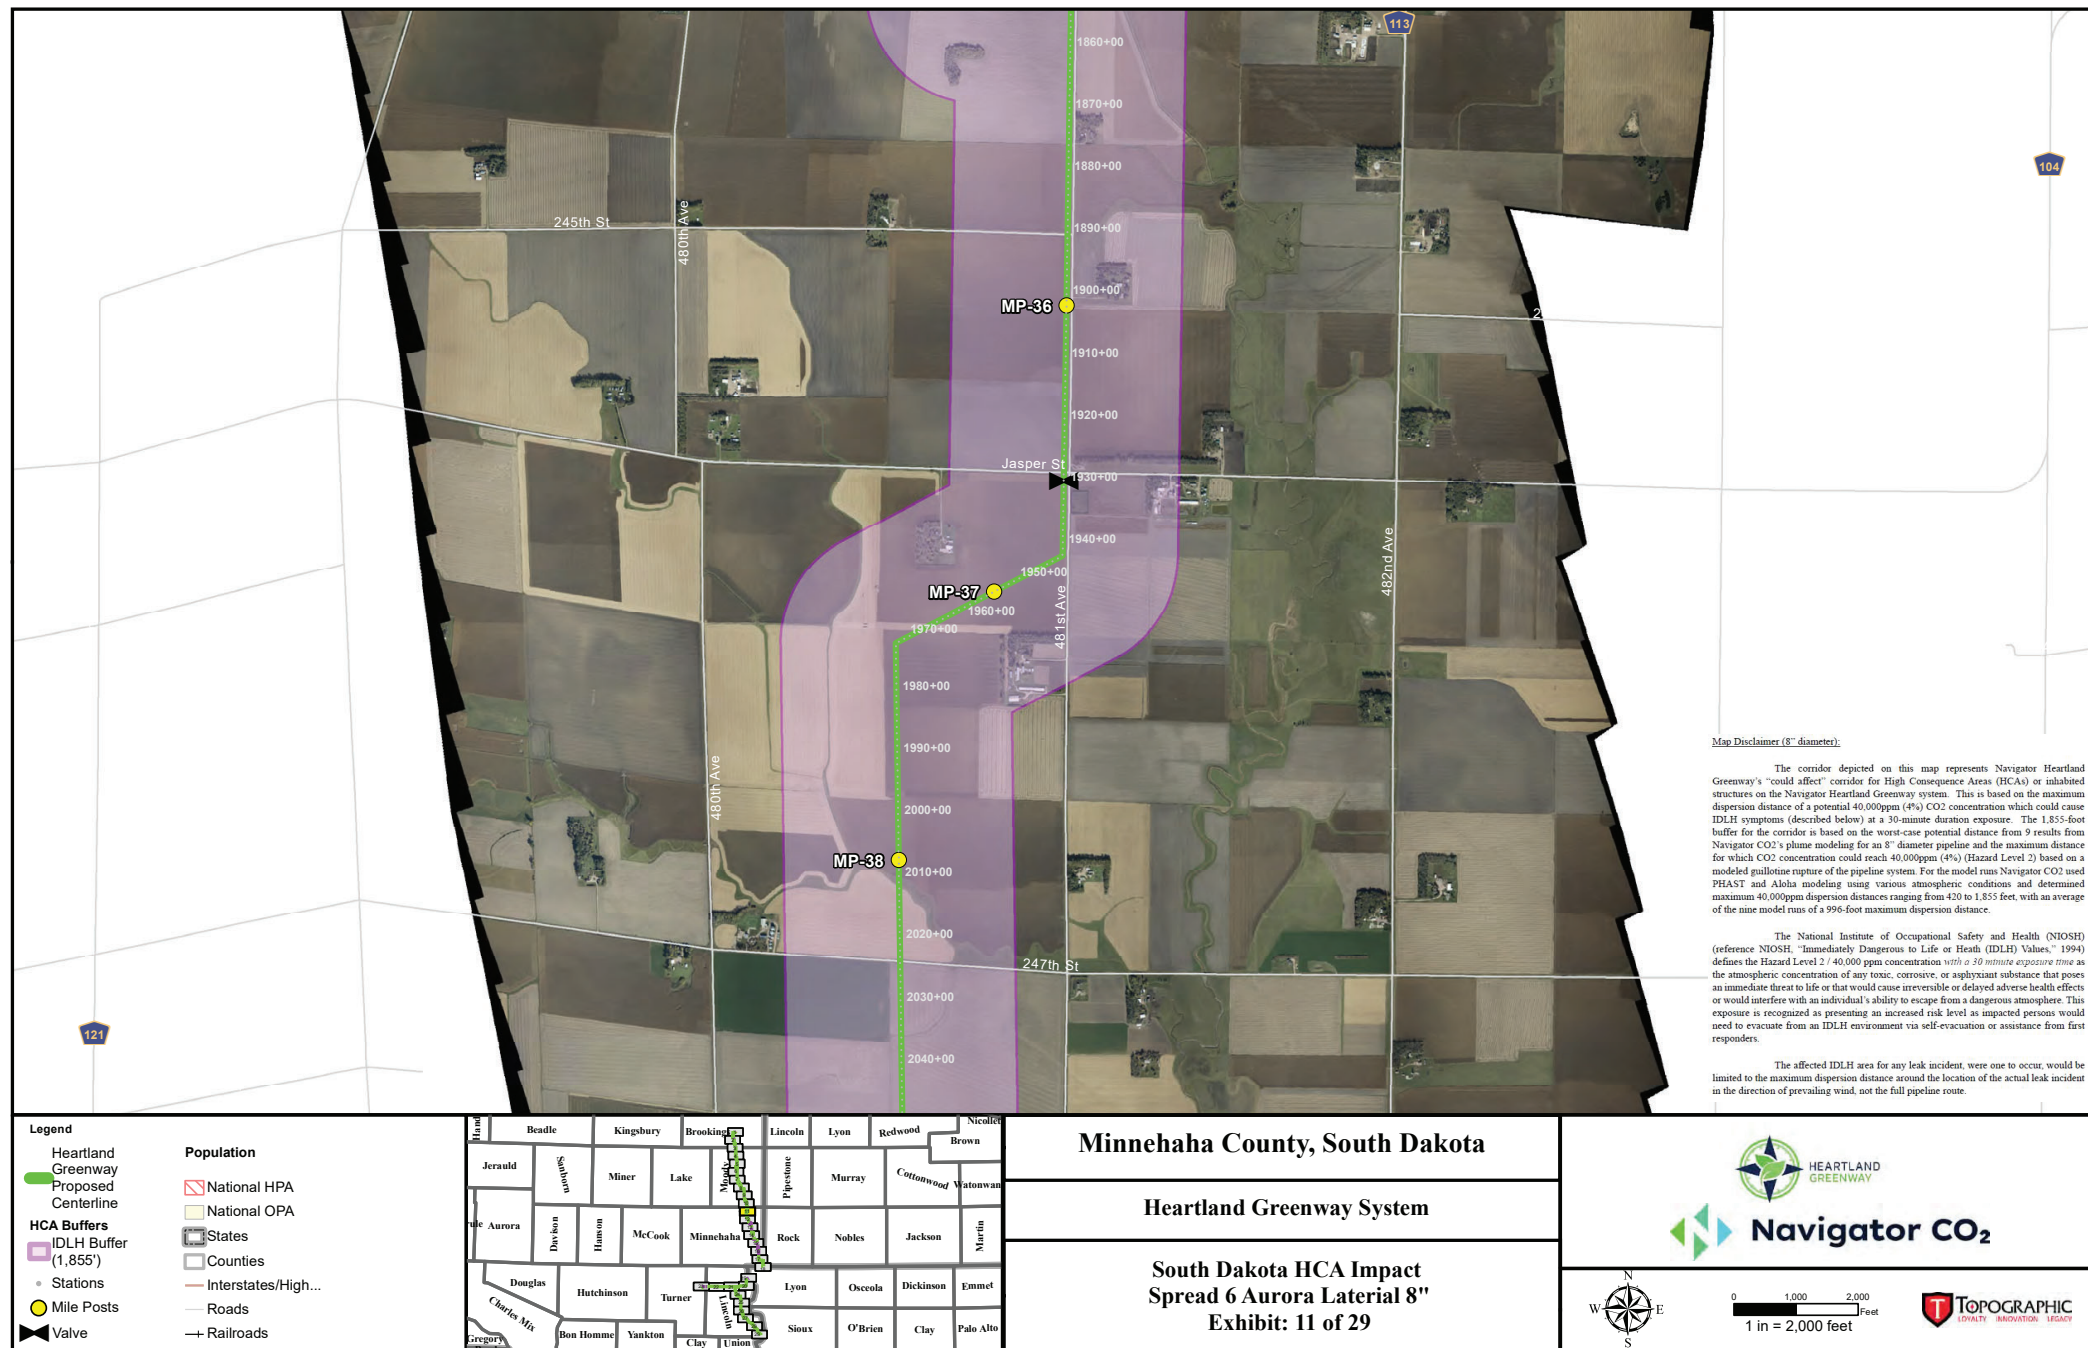 113
104
121
1860+00
1870+00
1880+00
1890+00
1900+00
1910+00
1920+00
1930+00
1940+00
1950+00
1960+00
1970+00
1980+00
1990+00
2000+00
2010+00
2020+00
2030+00
2040+00
245th St
480th Ave
MP-36
Jasper St
MP-37
481st Ave
482nd Ave
480th Ave
MP-38
247th St
Map Disclaimer (8" diameter):
The corridor depicted on this map represents Navigator Heartland
Greenway's "could affect" corridor for High Consequence Areas (HCAs) or inhabited
structures on the Navigator Heartland Greenway system. This is based on the maximum
dispersion distance of a potential 40,000ppm (4%) CO2 concentration which could cause
IDLH symptoms (described below) at a 30-minute duration exposure. The 1,855-foot
buffer for the corridor is based on the worst-case potential distance from 9 results from
Navigator CO2's plume modeling for an 8" diameter pipeline and the maximum distance
for which CO2 concentration could reach 40,000ppm (4%) (Hazard Level 2) based on a
modeled guillotine rupture of the pipeline system. For the model runs Navigator CO2 used
PHAST and Aloha modeling using various atmospheric conditions and determined
maximum 40,000ppm dispersion distances ranging from 420 to 1,855 feet, with an average
of the nine model runs of a 996-foot maximum dispersion distance.
The National Institute of Occupational Safety and Health (NIOSH)
(reference NIOSH, "Immediately Dangerous to Life or Heath (IDLH) Values," 1994)
defines the Hazard Level 2 / 40,000 ppm concentration with a 30 minute exposure time as
the atmospheric concentration of any toxic, corrosive, or asphyxiant substance that poses
an immediate threat to life or that would cause irreversible or delayed adverse health effects
or would interfere with an individual's ability to escape from a dangerous atmosphere. This
exposure is recognized as presenting an increased risk level as impacted persons would
need to evacuate from an IDLH environment via self-evacuation or assistance from first
responders.
The affected IDLH area for any leak incident, were one to occur, would be
limited to the maximum dispersion distance around the location of the actual leak incident
in the direction of prevailing wind, not the full pipeline route.
Legend
Heartland
Greenway
Proposed
Centerline
HCA Buffers
IDLH Buffer
(1,855')
Stations
Mile Posts
Valve
Population
National HPA
National OPA
States
Counties
Interstates/High...
Roads
Railroads
Hand
Beadle
Kingsbury
Brooking
Lincoln
Lyon
Redwood
Nicollet
Brown
Jerauld
Sanborn
Miner
Lake
Moody
Pipestone
Murray
Cottonwood
Watonwan
Aurora
Davison
Hanson
McCook
Minnehaha
Rock
Nobles
Jackson
Martin
Douglas
Hutchinson
Turner
Lincoln
Lyon
Osceola
Dickinson
Emmet
Charles Mix
Gregory
Bon Homme
Yankton
Clay
Union
Sioux
O'Brien
Clay
Palo Alto
Minnehaha County, South Dakota
Heartland Greenway System
South Dakota HCA Impact
Spread 6 Aurora Laterial 8"
Exhibit: 11 of 29
HEARTLAND
GREENWAY
Navigator CO2
N
W
E
S
0 1,000 2,000
Feet
1 in = 2,000 feet
TOPOGRAPHIC
LOYALTY INNOVATION LEGACY